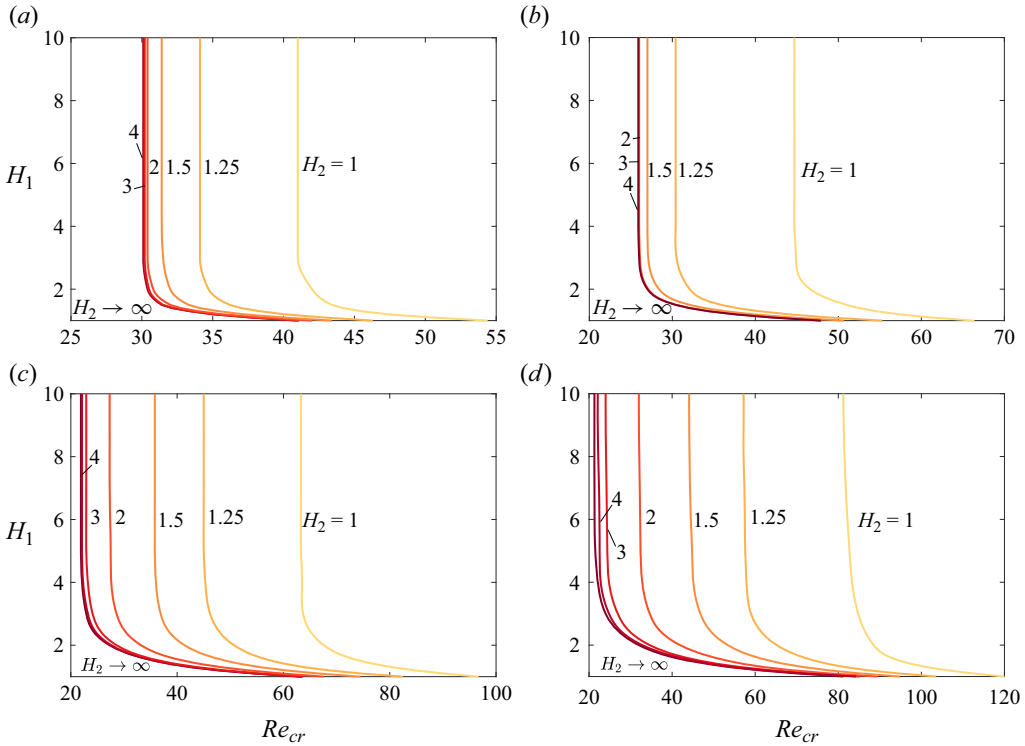 (a)
10
8
6
4
2
H₁
4
3
2
1.5
1.25
H₂ = 1
H₂ → ∞
25 30 35 40 45 50 55
(b)
10
8
6
4
2
2
3
4
1.5
1.25
H₂ = 1
H₂ → ∞
20 30 40 50 60 70
(c)
10
8
6
4
2
H₁
4
3
2
1.5
1.25
H₂ = 1
H₂ → ∞
20 40 60 80 100
Re_cr
(d)
10
8
6
4
2
4
3
2
1.5
1.25
H₂ = 1
H₂ → ∞
20 40 60 80 100 120
Re_cr